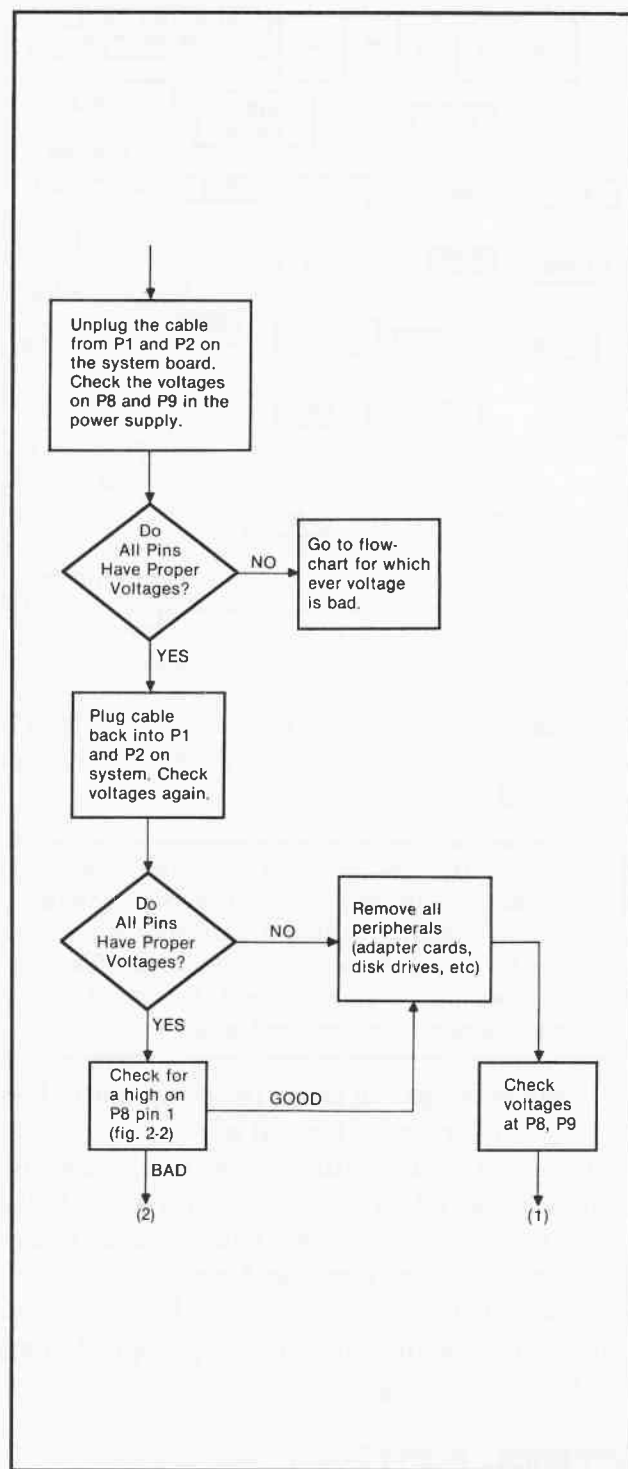 Unplug the cable
from P1 and P2 on
the system board.
Check the voltages
on P8 and P9 in the
power supply.
Do
All Pins
Have Proper
Voltages?
NO
Go to flow-
chart for which
ever voltage
is bad.
YES
Plug cable
back into P1
and P2 on
system. Check
voltages again.
Do
All Pins
Have Proper
Voltages?
NO
Remove all
peripherals
(adapter cards,
disk drives, etc)
YES
Check for
a high on
P8 pin 1
(fig. 2-2)
GOOD
Check
voltages
at P8, P9
BAD
(2)
(1)